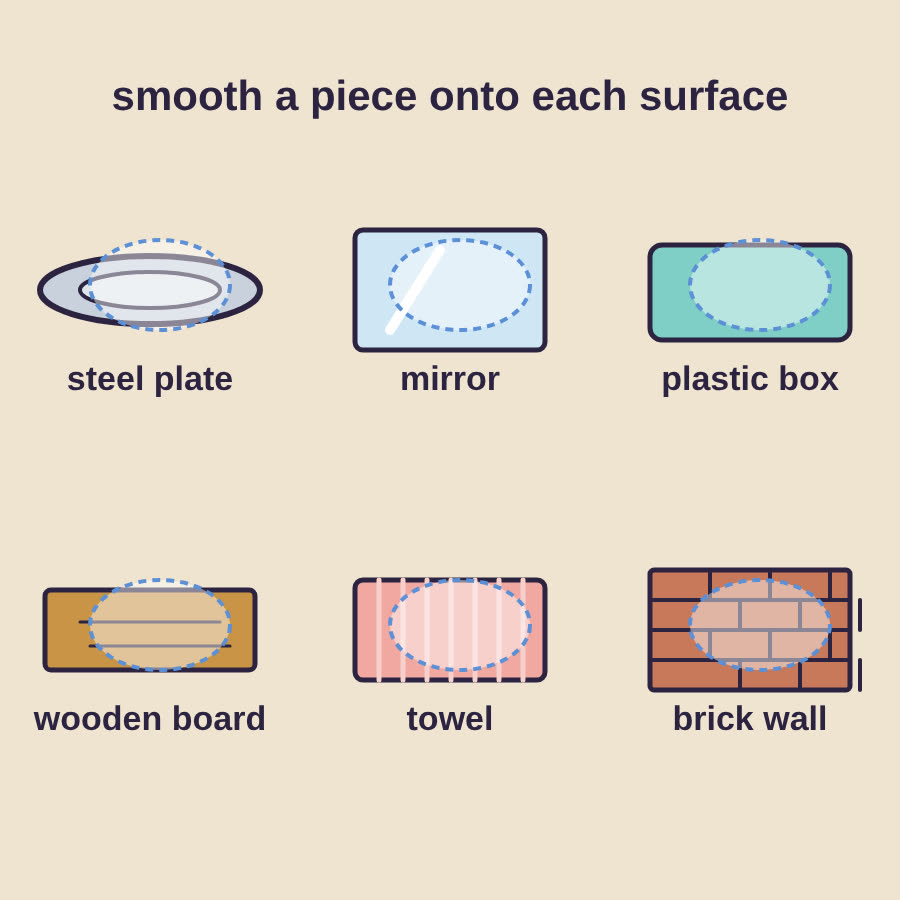 smooth a piece onto each surface
steel plate
mirror
plastic box
wooden board
towel
brick wall